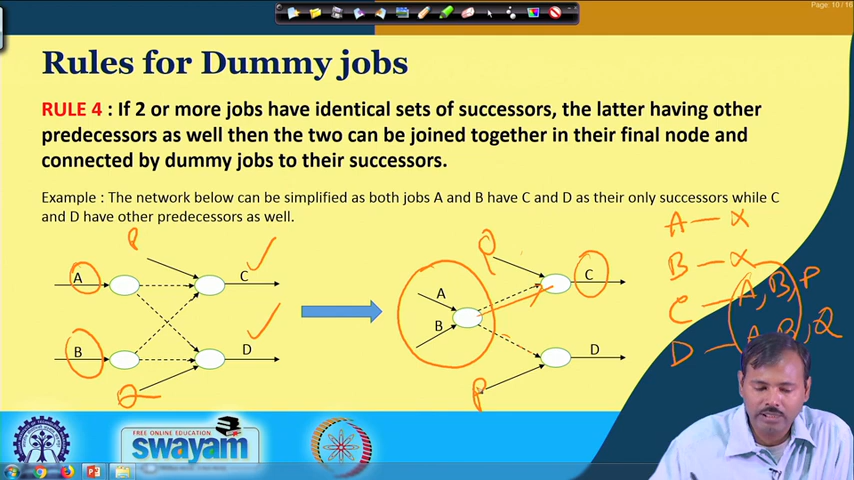 Page: 10 / 16
Rules for Dummy jobs
RULE 4 : If 2 or more jobs have identical sets of successors, the latter having other
predecessors as well then the two can be joined together in their final node and
connected by dummy jobs to their successors.
Example : The network below can be simplified as both jobs A and B have C and D as their only successors while C
and D have other predecessors as well.
A — X
B — X
C — A, B, P
D — A, B, Q
P
A
C
B
D
Q
A
C
B
D
P
FREE ONLINE EDUCATION
swayam